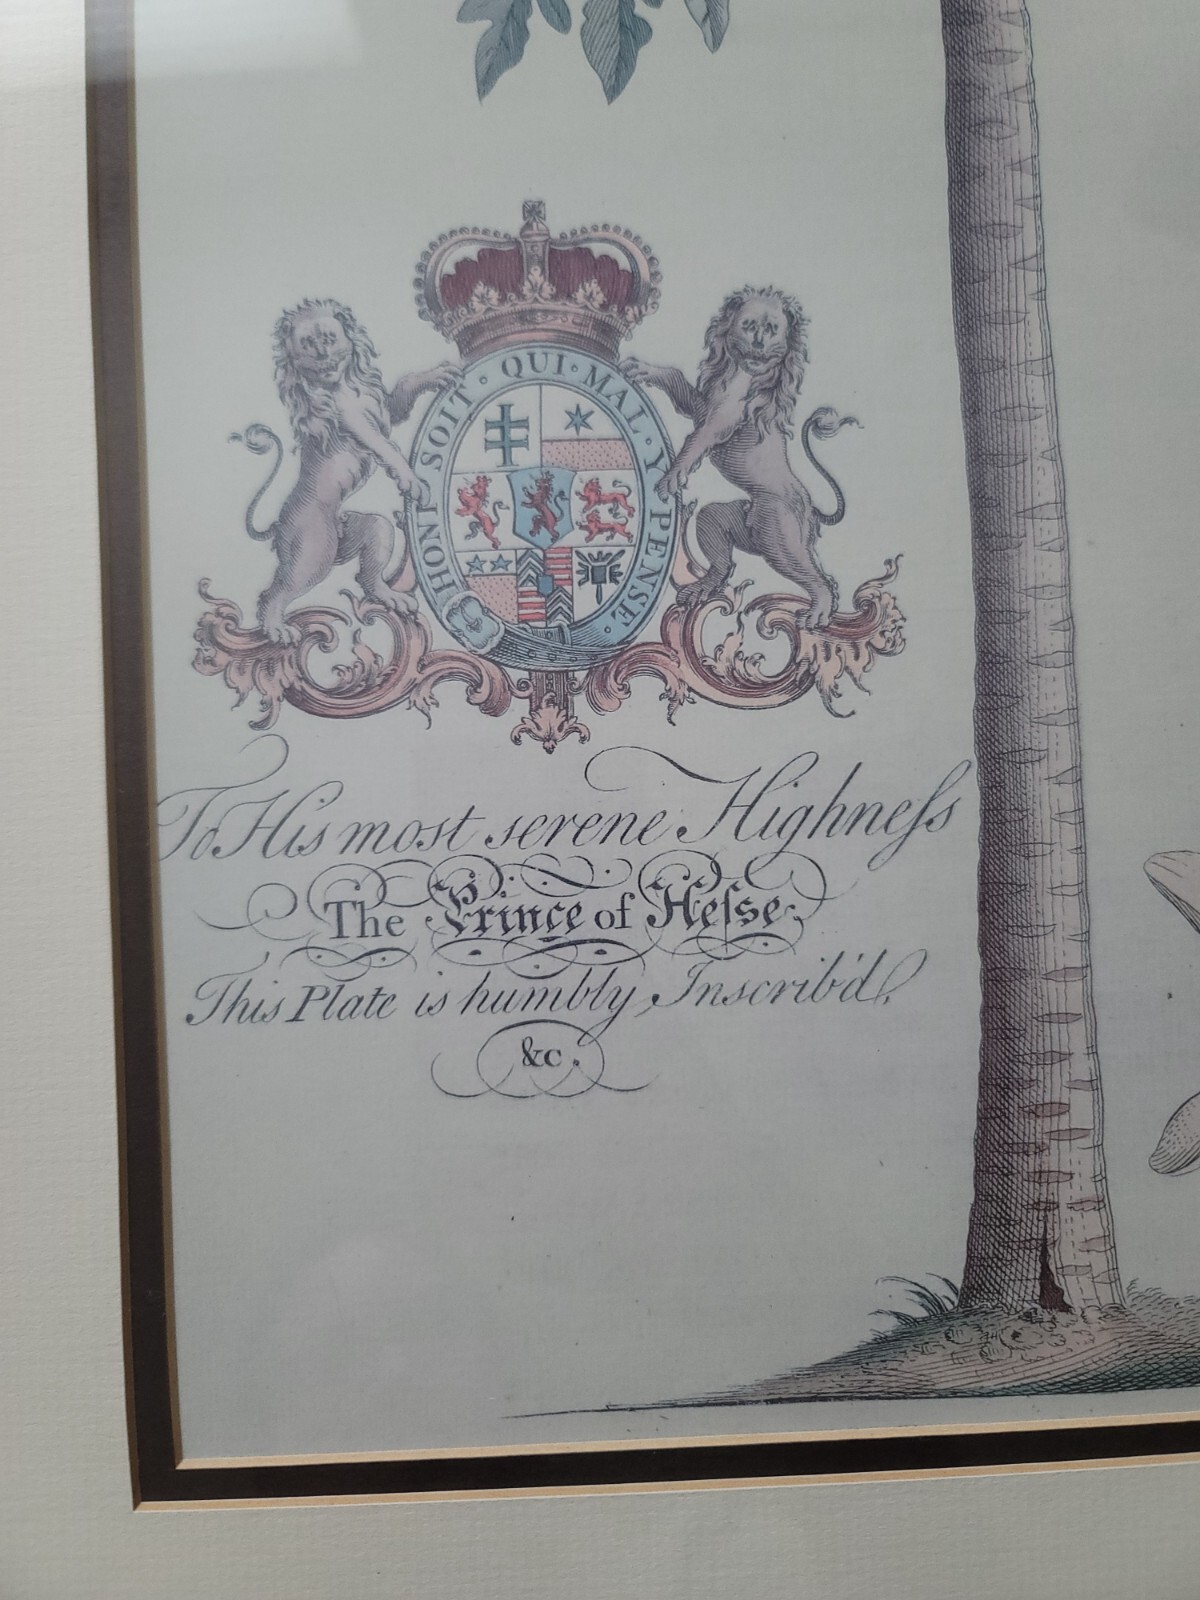 HONI · SOIT · QUI · MAL · Y · PENSE ·
To His most serene Highneſs
The Prince of Heſse
This Plate is humbly Inscrib'd,
&c.